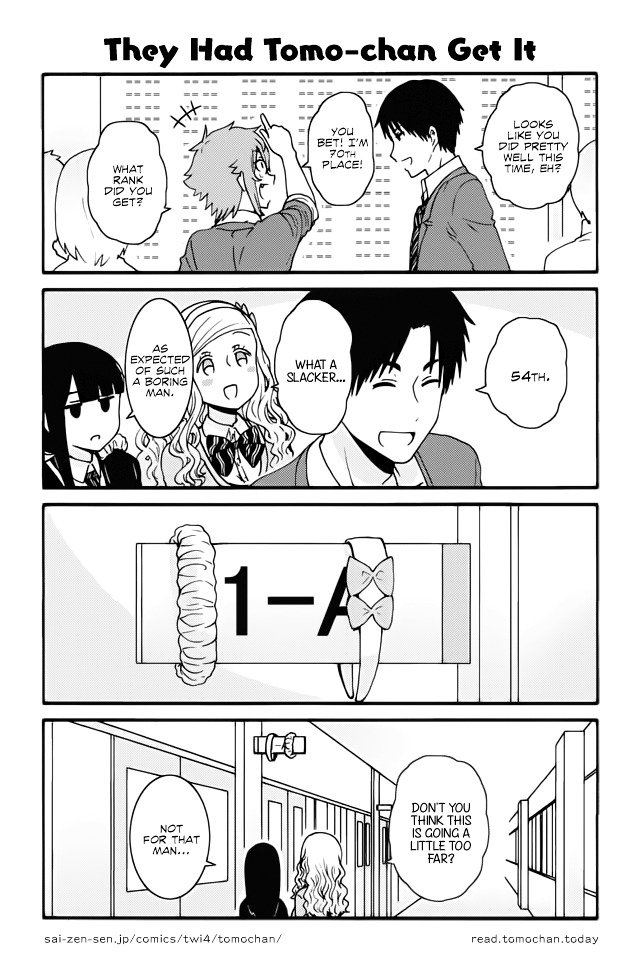 They Had Tomo-chan Get It
LOOKS
LIKE YOU
DID PRETTY
WELL THIS
TIME, EH?
YOU
BET! I'M
70TH
PLACE!
WHAT
RANK
DID YOU
GET?
54TH.
WHAT A
SLACKER...
AS
EXPECTED
OF SUCH
A BORING
MAN.
1-A
DON'T YOU
THINK THIS
IS GOING A
LITTLE TOO
FAR?
NOT
FOR THAT
MAN...
sai-zen-sen.jp/comics/twi4/tomochan/
read.tomochan.today